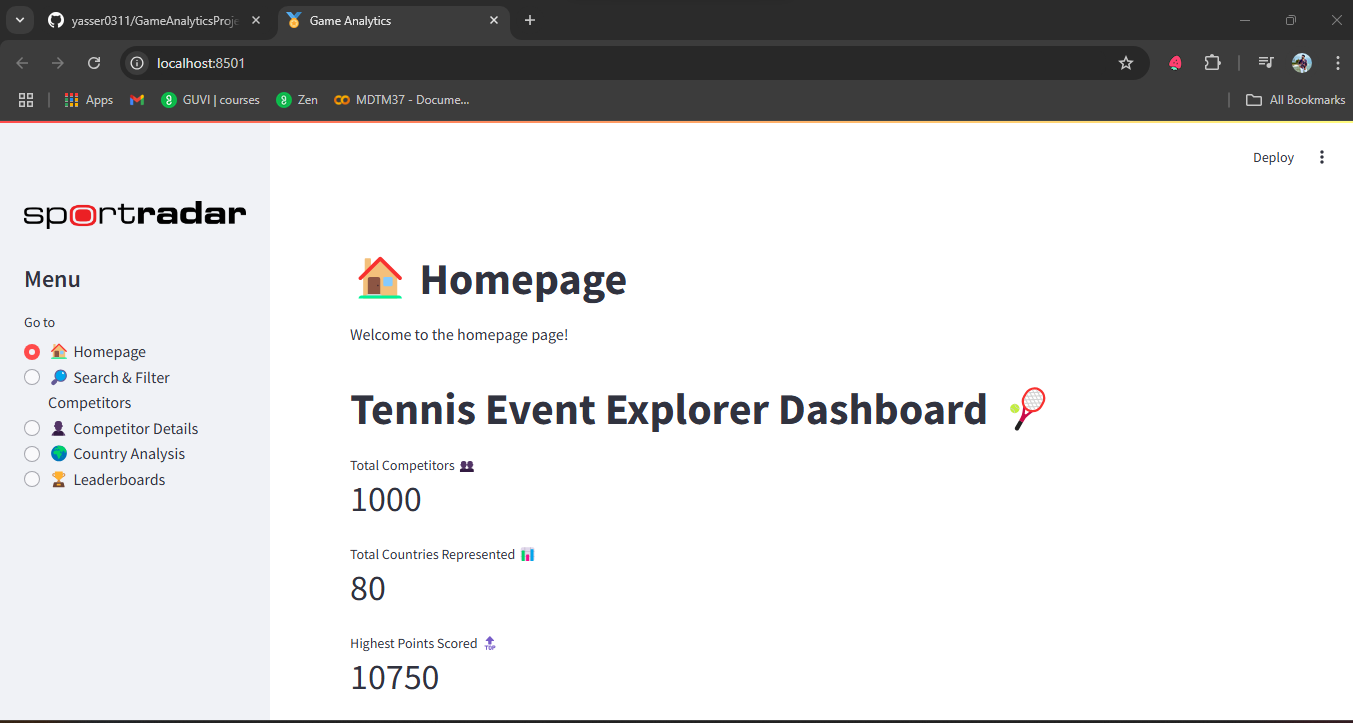 yasser0311/GameAnalyticsProje
Game Analytics
localhost:8501
Apps
GUVI | courses
Zen
MDTM37 - Docume...
All Bookmarks
Deploy
sportradar
Menu
Go to
Homepage
Search & Filter
Competitors
Competitor Details
Country Analysis
Leaderboards
Homepage
Welcome to the homepage page!
Tennis Event Explorer Dashboard
Total Competitors
1000
Total Countries Represented
80
Highest Points Scored
TOP
10750